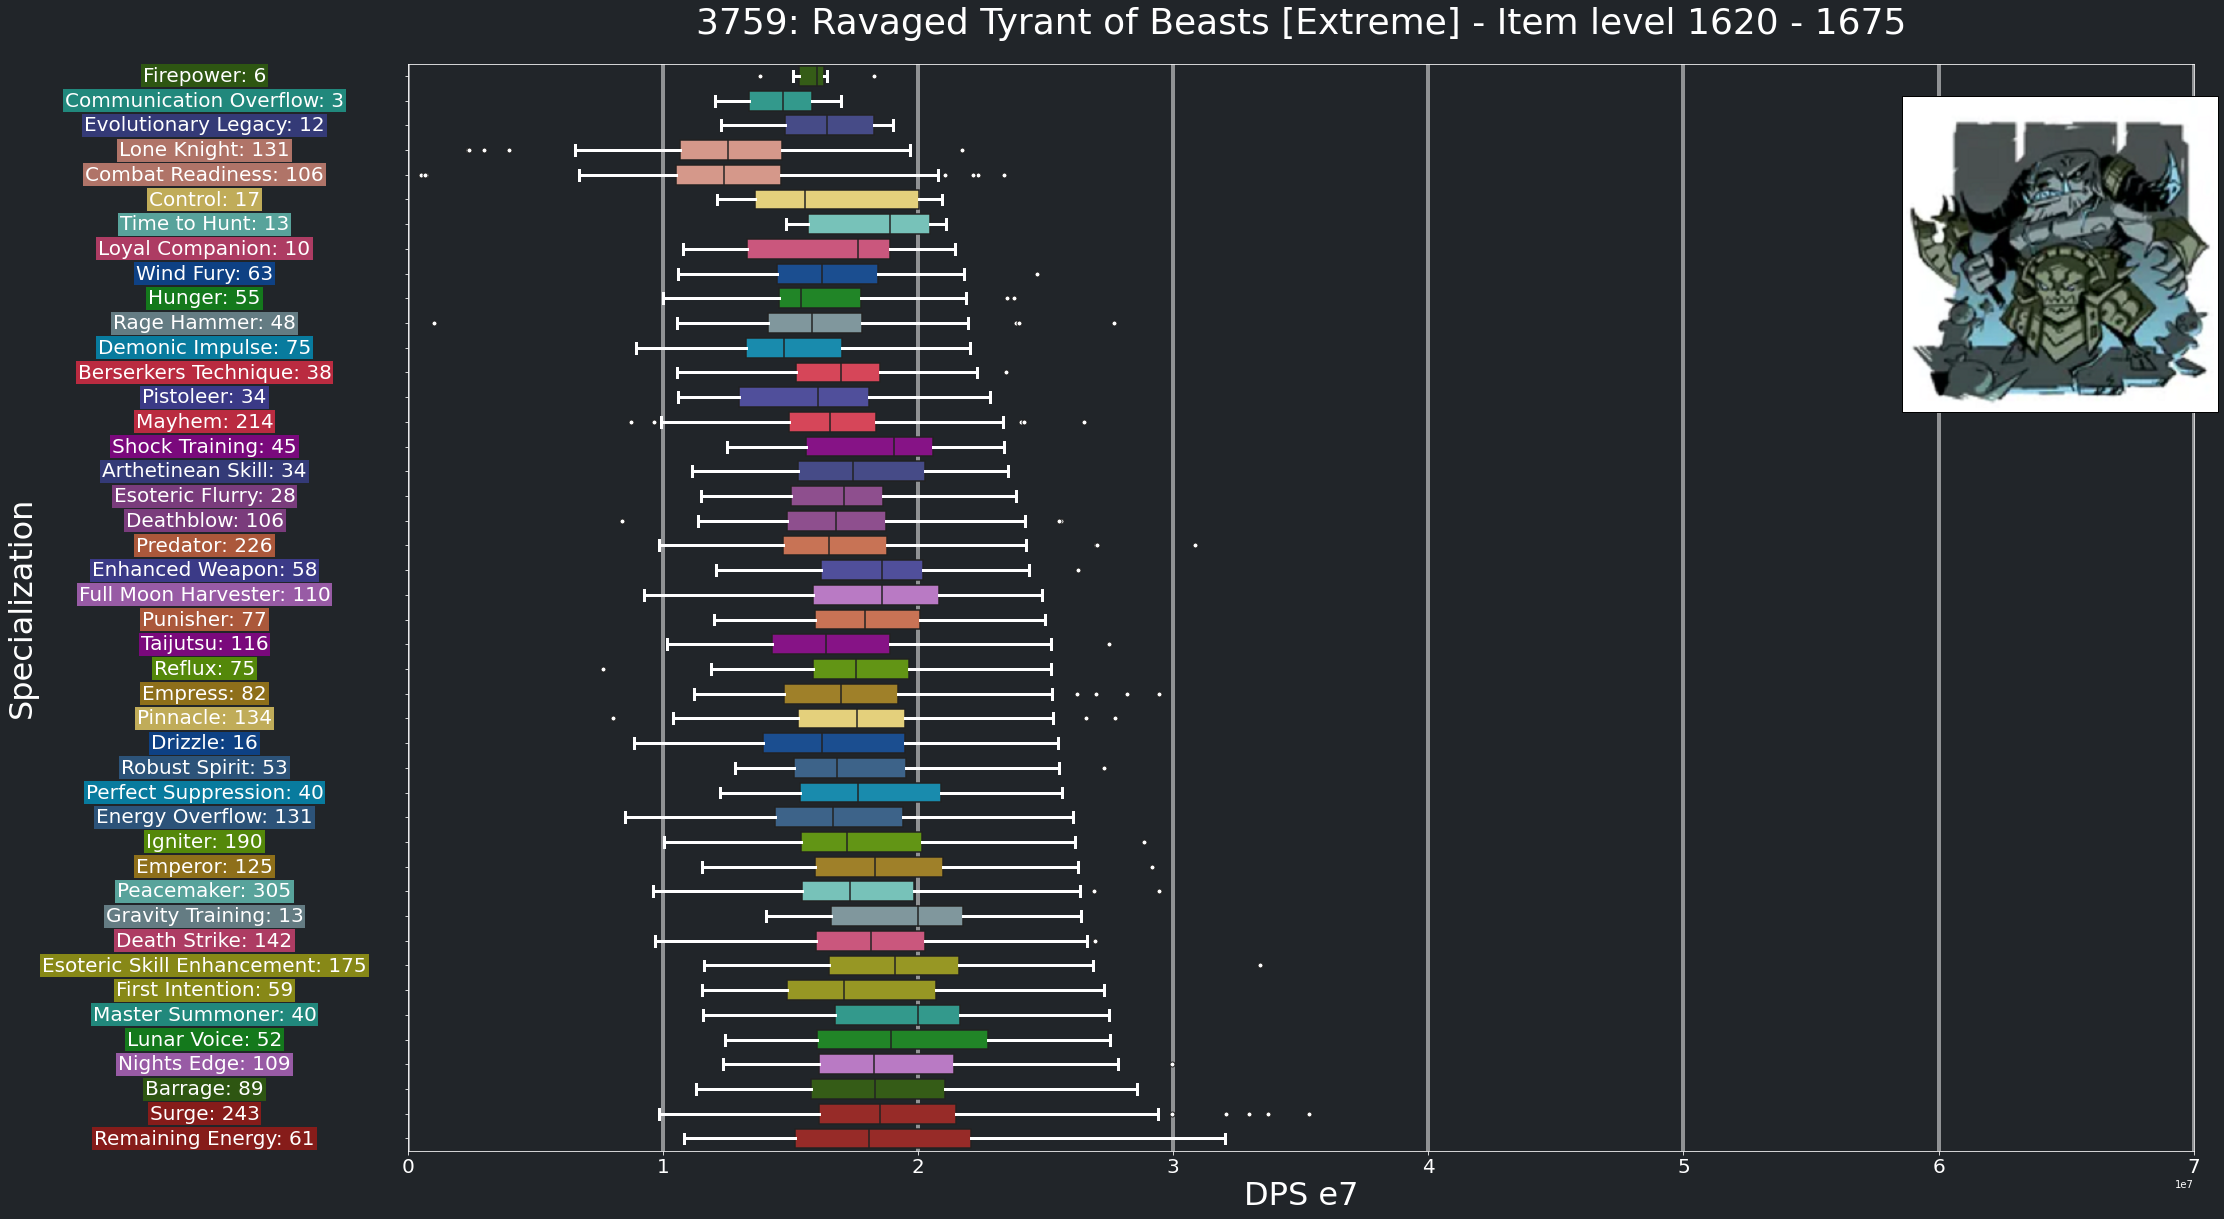 3759: Ravaged Tyrant of Beasts [Extreme] - Item level 1620 - 1675
Specialization
Firepower: 6
Communication Overflow: 3
Evolutionary Legacy: 12
Lone Knight: 131
Combat Readiness: 106
Control: 17
Time to Hunt: 13
Loyal Companion: 10
Wind Fury: 63
Hunger: 55
Rage Hammer: 48
Demonic Impulse: 75
Berserkers Technique: 38
Pistoleer: 34
Mayhem: 214
Shock Training: 45
Arthetinean Skill: 34
Esoteric Flurry: 28
Deathblow: 106
Predator: 226
Enhanced Weapon: 58
Full Moon Harvester: 110
Punisher: 77
Taijutsu: 116
Reflux: 75
Empress: 82
Pinnacle: 134
Drizzle: 16
Robust Spirit: 53
Perfect Suppression: 40
Energy Overflow: 131
Igniter: 190
Emperor: 125
Peacemaker: 305
Gravity Training: 13
Death Strike: 142
Esoteric Skill Enhancement: 175
First Intention: 59
Master Summoner: 40
Lunar Voice: 52
Nights Edge: 109
Barrage: 89
Surge: 243
Remaining Energy: 61
0 1 2 3 4 5 6 7
1e7
DPS e7